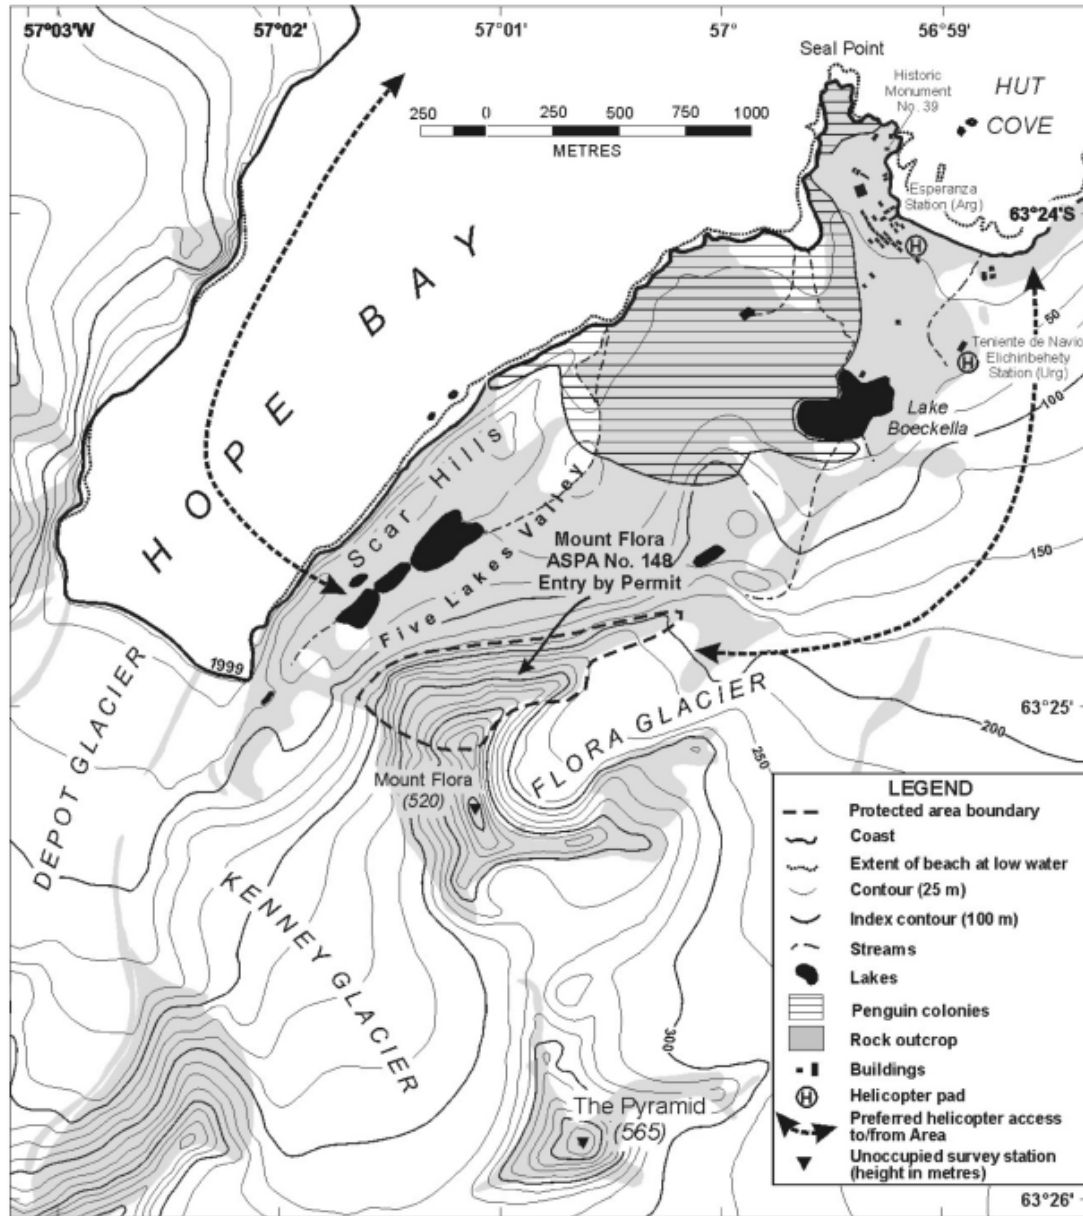 57°03'W
57°02'
57°01'
57°
56°59'
Seal Point
Historic
Monument
No. 39
HUT
COVE
250
0
250
500
750
1000
METRES
Esperanza
Station (Arg)
63°24'S
HOPE BAY
50
Teniente de Navio
Elichiribehety
Station (Urg)
100
Lake
Boeckella
Scar Hills
Five Lakes Valley
Mount Flora
ASPA No. 148
Entry by Permit
150
1999
DEPOT GLACIER
63°25'
200
FLORA GLACIER
250
Mount Flora
(520)
KENNEY GLACIER
300
The Pyramid
(565)
LEGEND
Protected area boundary
Coast
Extent of beach at low water
Contour (25 m)
Index contour (100 m)
Streams
Lakes
Penguin colonies
Rock outcrop
Buildings
H Helicopter pad
Preferred helicopter access
to/from Area
Unoccupied survey station
(height in metres)
63°26'
H
H